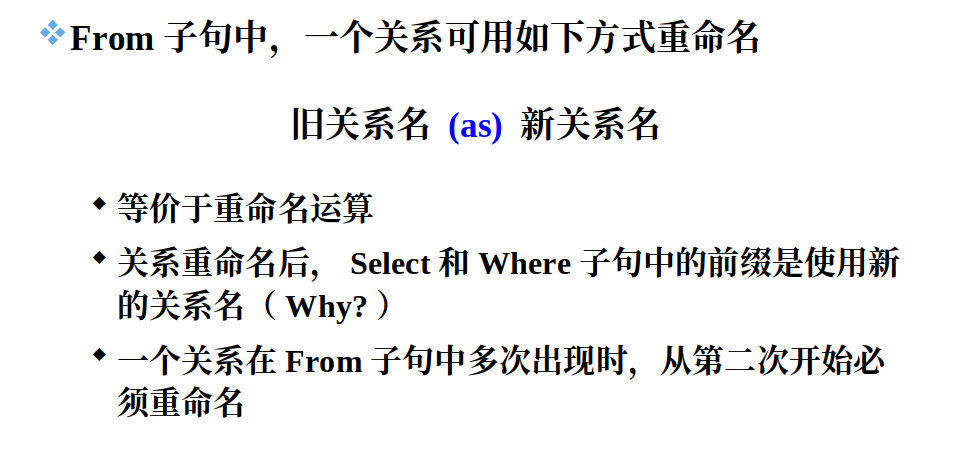 ❖From 子句中，一个关系可用如下方式重命名
旧关系名 (as) 新关系名
◆ 等价于重命名运算
◆ 关系重命名后， Select 和 Where 子句中的前缀是使用新
的关系名（ Why? ）
◆ 一个关系在 From 子句中多次出现时，从第二次开始必
须重命名